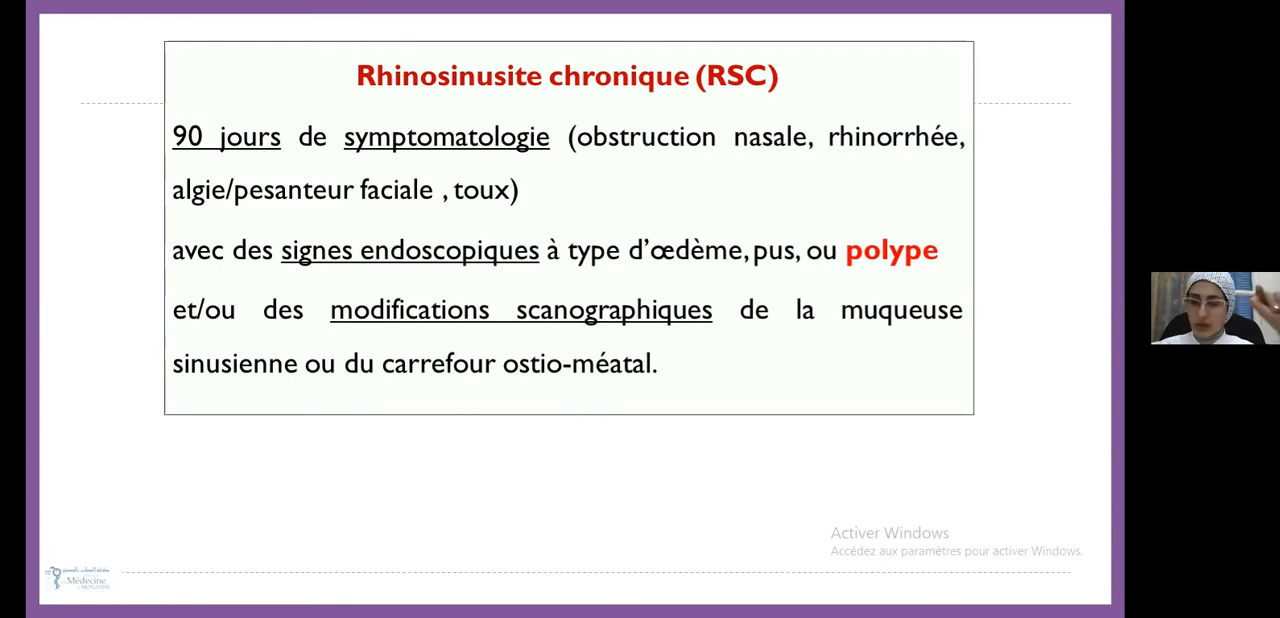 Rhinosinusite chronique (RSC)
90 jours de symptomatologie (obstruction nasale, rhinorrhée,
algie/pesanteur faciale , toux)
avec des signes endoscopiques à type d’œdème, pus, ou polype
et/ou des modifications scanographiques de la muqueuse
sinusienne ou du carrefour ostio-méatal.
Activer Windows
Accédez aux paramètres pour activer Windows.
Médecine